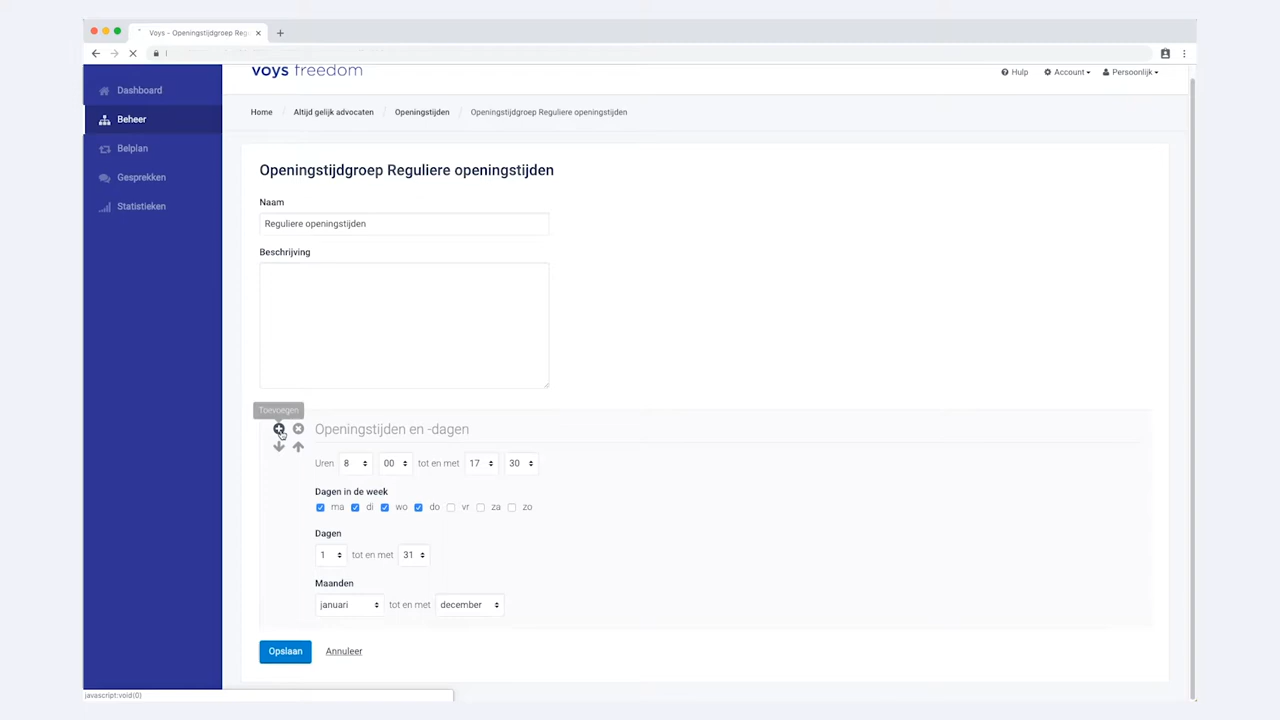 Voys - Openingstijdgroep Reg
voys freedom
Hulp
Account
Persoonlijk
Dashboard
Beheer
Belplan
Gesprekken
Statistieken
Home / Altijd gelijk advocaten / Openingstijden / Openingstijdgroep Reguliere openingstijden
Openingstijdgroep Reguliere openingstijden
Naam
Reguliere openingstijden
Beschrijving
Toevoegen
Openingstijden en -dagen
Uren 8 00 tot en met 17 30
Dagen in de week
ma di wo do vr za zo
Dagen
1 tot en met 31
Maanden
januari tot en met december
Opslaan Annuleer
javascript:void(0)